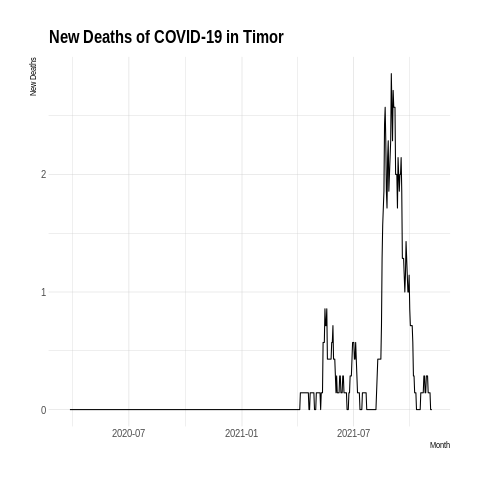 New Deaths of COVID-19 in Timor
New Deaths
2
1
0
2020-07
2021-01
2021-07
Month